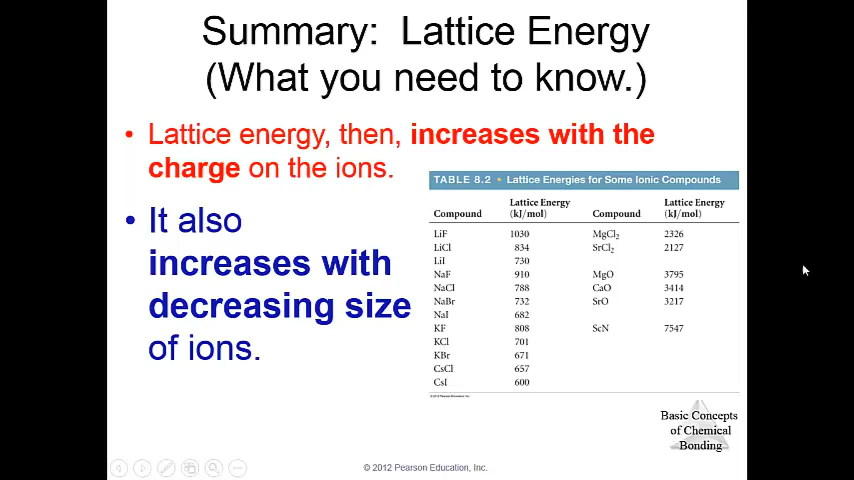 Summary: Lattice Energy
(What you need to know.)
• Lattice energy, then, increases with the
charge on the ions.
• It also
increases with
decreasing size
of ions.
TABLE 8.2 • Lattice Energies for Some Ionic Compounds
Compound Lattice Energy (kJ/mol) Compound Lattice Energy (kJ/mol)
LiF 1030 MgCl₂ 2326
LiCl 834 SrCl₂ 2127
LiI 730
NaF 910 MgO 3795
NaCl 788 CaO 3414
NaBr 732 SrO 3217
NaI 682
KF 808 ScN 7547
KCl 701
KBr 671
CsCl 657
CsI 600
© 2012 Pearson Education, Inc.
Basic Concepts
of Chemical
Bonding
© 2012 Pearson Education, Inc.